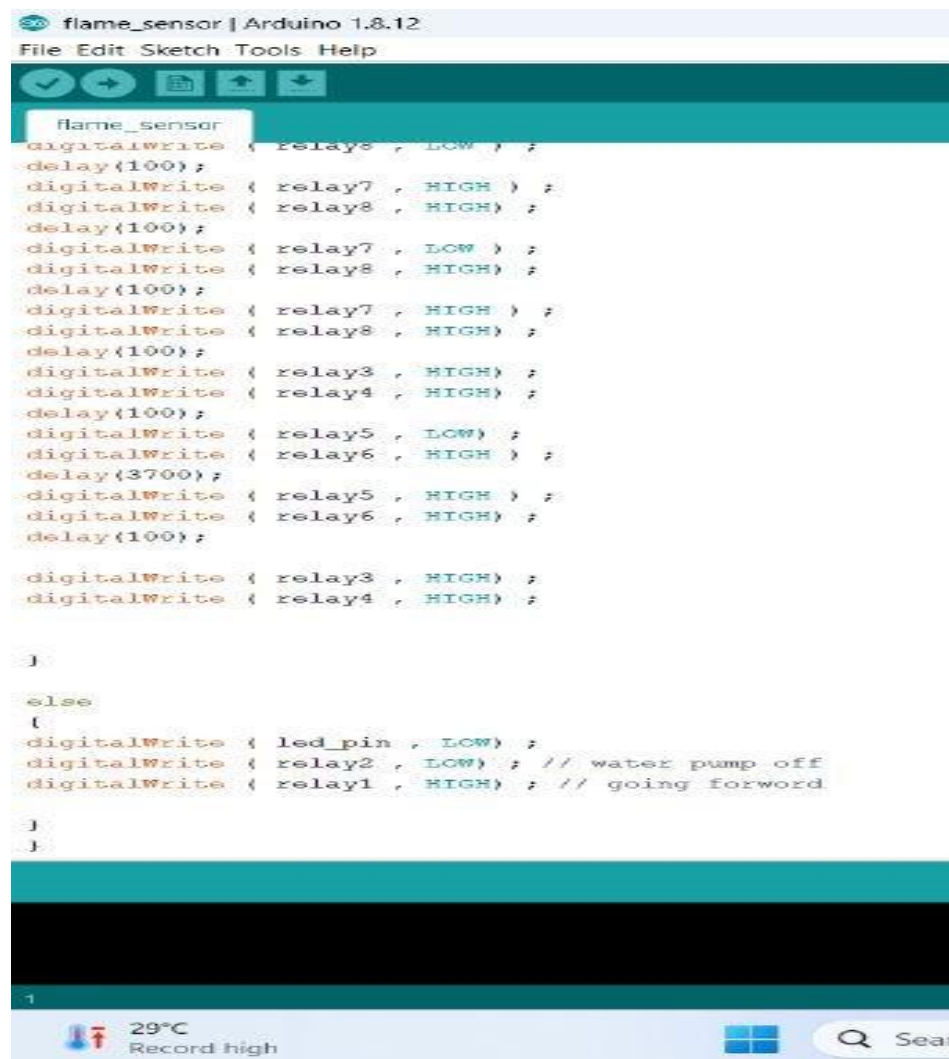 flame_sensor | Arduino 1.8.12
File Edit Sketch Tools Help
flame_sensor
digitalWrite ( relay8 , LOW ) ;
delay(100);
digitalWrite ( relay7 , HIGH ) ;
digitalWrite ( relay8 , HIGH) ;
delay(100);
digitalWrite ( relay7 , LOW ) ;
digitalWrite ( relay8 , HIGH) ;
delay(100);
digitalWrite ( relay7 , HIGH ) ;
digitalWrite ( relay8 , HIGH) ;
delay(100);
digitalWrite ( relay3 , HIGH) ;
digitalWrite ( relay4 , HIGH) ;
delay(100);
digitalWrite ( relay5 , LOW) ;
digitalWrite ( relay6 , HIGH ) ;
delay(3700);
digitalWrite ( relay5 , HIGH ) ;
digitalWrite ( relay6 , HIGH) ;
delay(100);
digitalWrite ( relay3 , HIGH) ;
digitalWrite ( relay4 , HIGH) ;
}
else
{
digitalWrite ( led_pin , LOW) ;
digitalWrite ( relay2 , LOW) ; // water pump off
digitalWrite ( relay1 , HIGH) ; // going forword
}
}
1
29°C
Record high
Sea